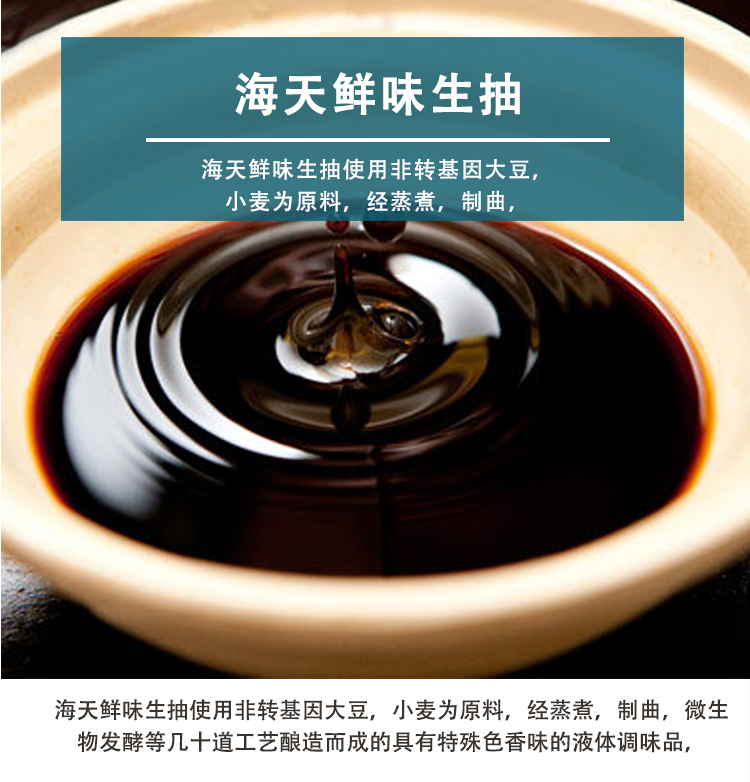 海天鲜味生抽
海天鲜味生抽使用非转基因大豆,
小麦为原料, 经蒸煮, 制曲,
海天鲜味生抽使用非转基因大豆, 小麦为原料, 经蒸煮, 制曲, 微生
物发酵等几十道工艺酿造而成的具有特殊色香味的液体调味品,